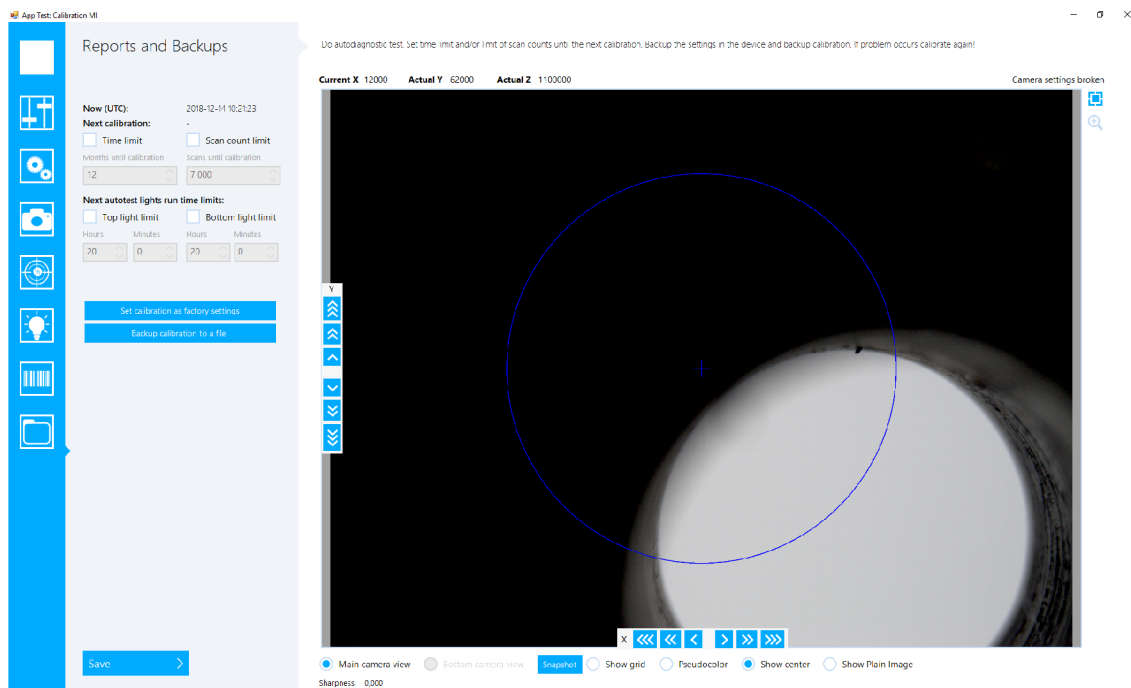 App Test: Calibration MI
Reports and Backups
Do autodiagnostic test. Set time limit and/or limit of scan counts until the next calibration. Backup the settings in the device and backup calibration. If problem occurs calibrate again!
Current X 12000 Actual Y 62000 Actual Z 1100000 Camera settings broken
Now (UTC): 2018-12-14 10:21:23
Next calibration: -
Time limit Scan count limit
Months until calibration Scans until calibration
12 7 000
Next autotest lights run time limits:
Top light limit Bottom light limit
Hours Minutes Hours Minutes
20 0 20 0
Set calibration as factory settings
Backup calibration to a file
Y
X
Save
Main camera view Bottom camera view Snapshot Show grid Pseudocolor Show center Show Plain Image
Sharpness 0,000